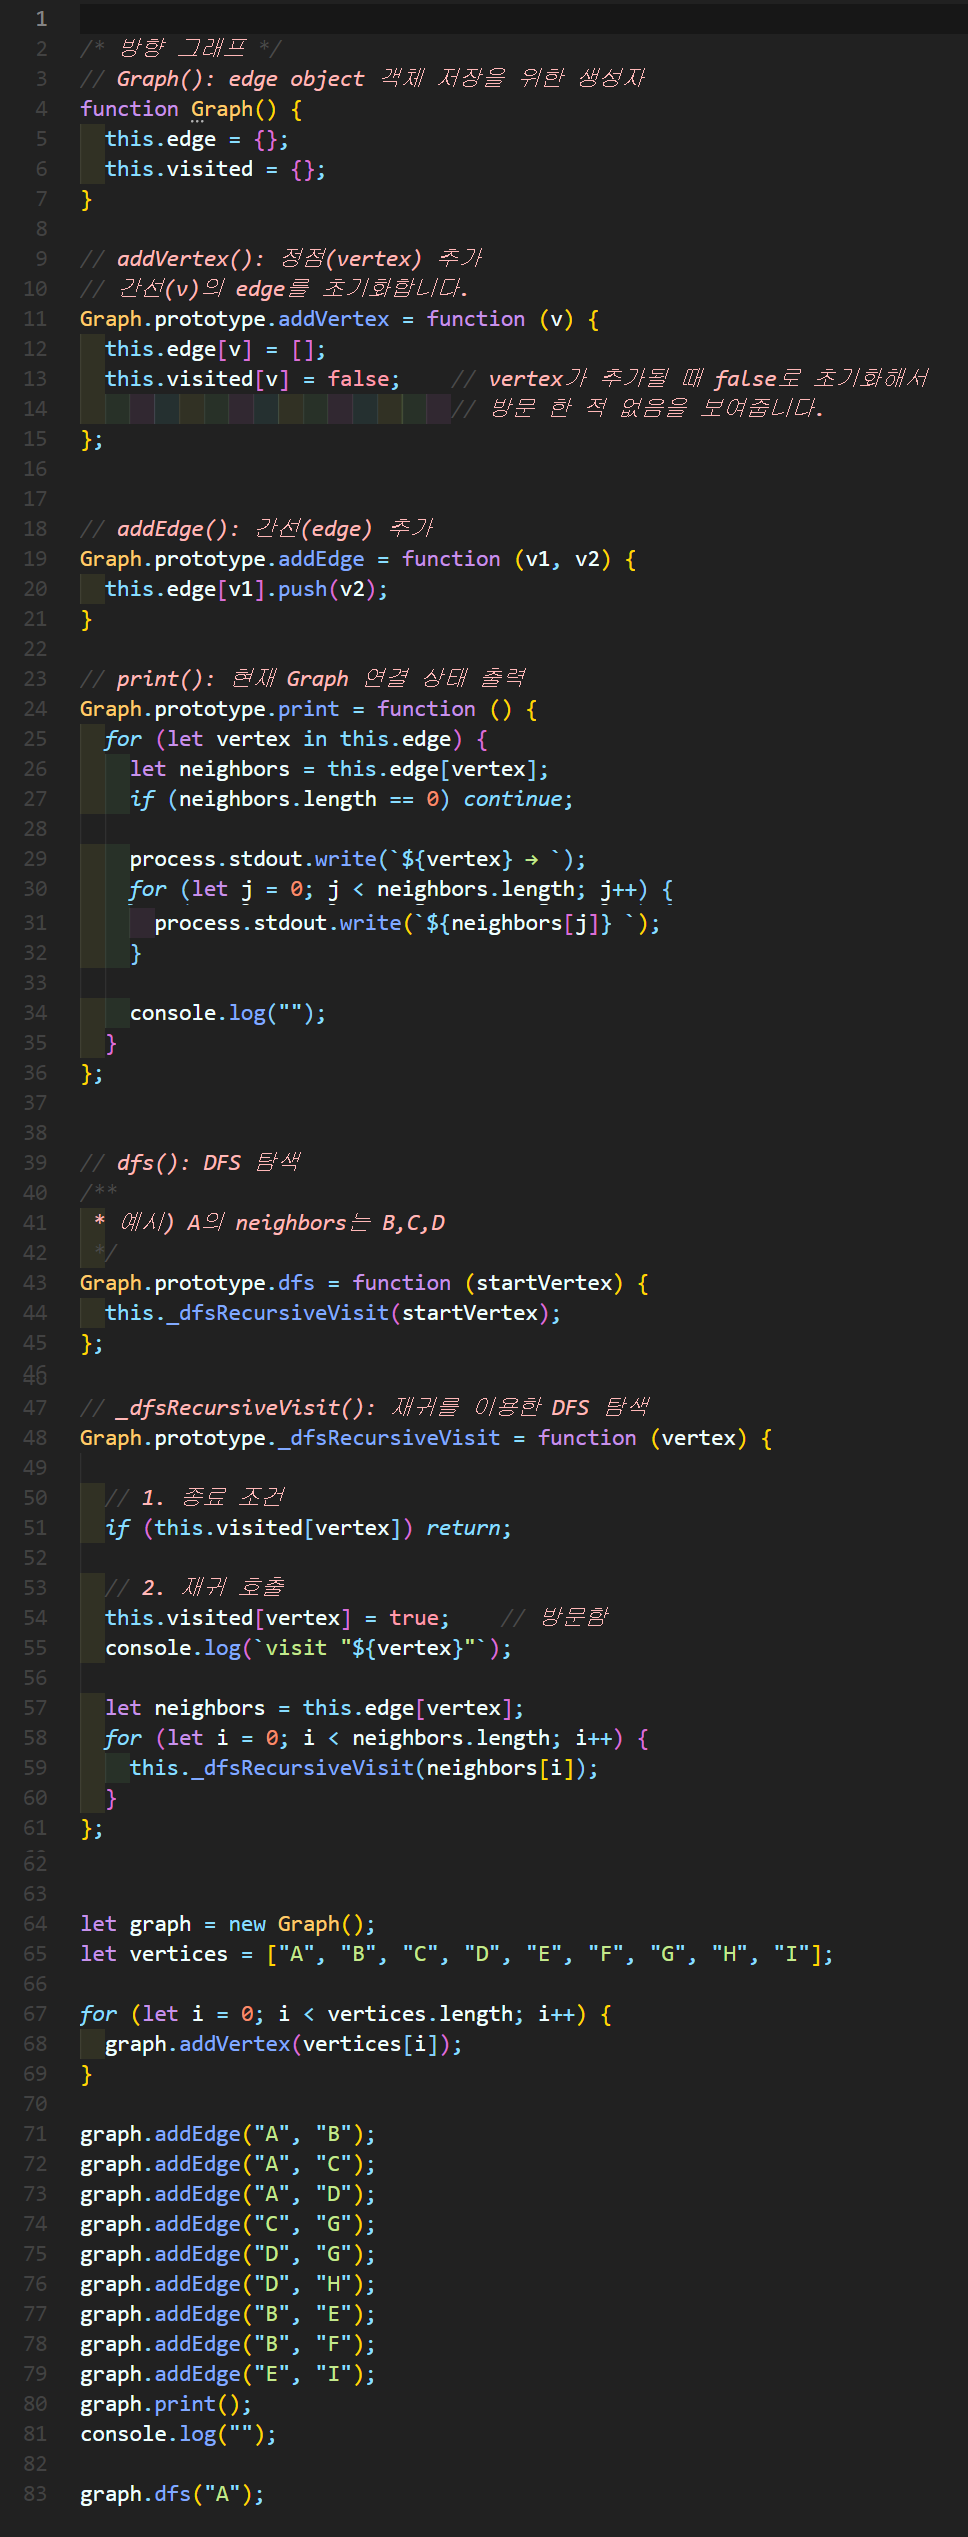 1
2 /* 방향 그래프 */
3 // Graph(): edge object 객체 저장을 위한 생성자
4 function Graph() {
5   this.edge = {};
6   this.visited = {};
7 }
8
9 // addVertex(): 정점(vertex) 추가
10 // 간선(v)의 edge를 초기화합니다.
11 Graph.prototype.addVertex = function (v) {
12   this.edge[v] = [];
13   this.visited[v] = false;    // vertex가 추가될 때 false로 초기화해서
14                               // 방문 한 적 없음을 보여줍니다.
15 };
16
17
18 // addEdge(): 간선(edge) 추가
19 Graph.prototype.addEdge = function (v1, v2) {
20   this.edge[v1].push(v2);
21 }
22
23 // print(): 현재 Graph 연결 상태 출력
24 Graph.prototype.print = function () {
25   for (let vertex in this.edge) {
26     let neighbors = this.edge[vertex];
27     if (neighbors.length == 0) continue;
28
29     process.stdout.write(`${vertex} → `);
30     for (let j = 0; j < neighbors.length; j++) {
31       process.stdout.write(`${neighbors[j]} `);
32     }
33
34     console.log("");
35   }
36 };
37
38
39 // dfs(): DFS 탐색
40 /**
41  * 예시) A의 neighbors는 B,C,D
42  */
43 Graph.prototype.dfs = function (startVertex) {
44   this._dfsRecursiveVisit(startVertex);
45 };
46
47 // _dfsRecursiveVisit(): 재귀를 이용한 DFS 탐색
48 Graph.prototype._dfsRecursiveVisit = function (vertex) {
49
50   // 1. 종료 조건
51   if (this.visited[vertex]) return;
52
53   // 2. 재귀 호출
54   this.visited[vertex] = true;    // 방문함
55   console.log(`visit "${vertex}"`);
56
57   let neighbors = this.edge[vertex];
58   for (let i = 0; i < neighbors.length; i++) {
59     this._dfsRecursiveVisit(neighbors[i]);
60   }
61 };
62
63
64 let graph = new Graph();
65 let vertices = ["A", "B", "C", "D", "E", "F", "G", "H", "I"];
66
67 for (let i = 0; i < vertices.length; i++) {
68   graph.addVertex(vertices[i]);
69 }
70
71 graph.addEdge("A", "B");
72 graph.addEdge("A", "C");
73 graph.addEdge("A", "D");
74 graph.addEdge("C", "G");
75 graph.addEdge("D", "G");
76 graph.addEdge("D", "H");
77 graph.addEdge("B", "E");
78 graph.addEdge("B", "F");
79 graph.addEdge("E", "I");
80 graph.print();
81 console.log("");
82
83 graph.dfs("A");